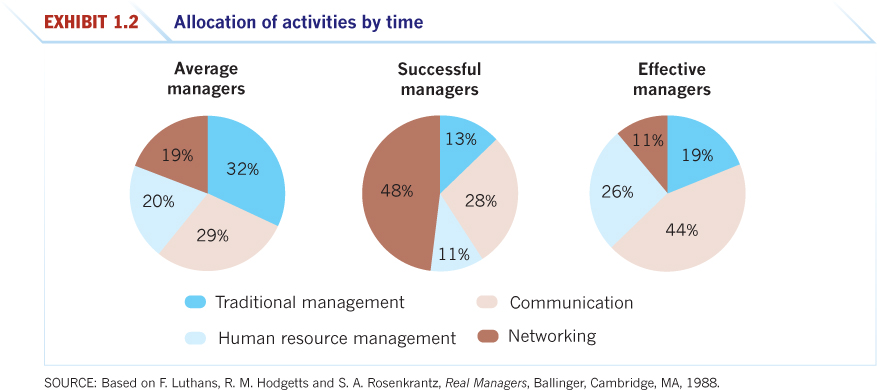 EXHIBIT 1.2 Allocation of activities by time
Average
managers
Successful
managers
Effective
managers
32%
29%
20%
19%
13%
28%
11%
48%
19%
44%
26%
11%
Traditional management
Communication
Human resource management
Networking
SOURCE: Based on F. Luthans, R. M. Hodgetts and S. A. Rosenkrantz, Real Managers, Ballinger, Cambridge, MA, 1988.